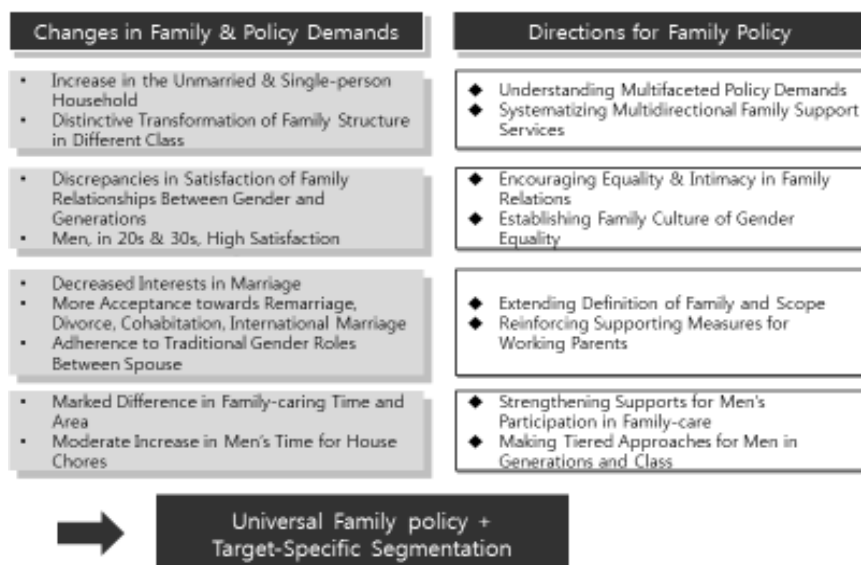 Changes in Family & Policy Demands
Directions for Family Policy
• Increase in the Unmarried & Single-person
Household
• Distinctive Transformation of Family Structure
in Different Class
◆ Understanding Multifaceted Policy Demands
◆ Systematizing Multidirectional Family Support
Services
• Discrepancies in Satisfaction of Family
Relationships Between Gender and
Generations
• Men, in 20s & 30s, High Satisfaction
◆ Encouraging Equality & Intimacy in Family
Relations
◆ Establishing Family Culture of Gender
Equality
• Decreased Interests in Marriage
• More Acceptance towards Remarriage,
Divorce, Cohabitation, International Marriage
• Adherence to Traditional Gender Roles
Between Spouse
◆ Extending Definition of Family and Scope
◆ Reinforcing Supporting Measures for
Working Parents
• Marked Difference in Family-caring Time and
Area
• Moderate Increase in Men's Time for House
Chores
◆ Strengthening Supports for Men's
Participation in Family-care
◆ Making Tiered Approaches for Men in
Generations and Class
Universal Family policy +
Target-Specific Segmentation